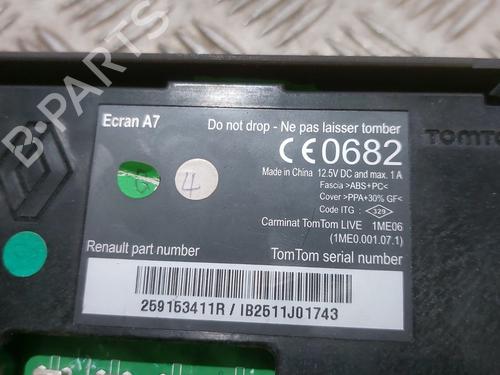 Ecran A7
Do not drop - Ne pas laisser tomber
TOMTO
CE0682
Made in China 12.5V DC and max. 1 A
Fascia >ABS+PC<
Cover >PPA+30% GF<
Code ITG : 329
Carminat TomTom LIVE 1ME06
(1ME0.001.07.1)
4
Renault part number
TomTom serial number
259153411R / IB2511J01743
B-PARTS